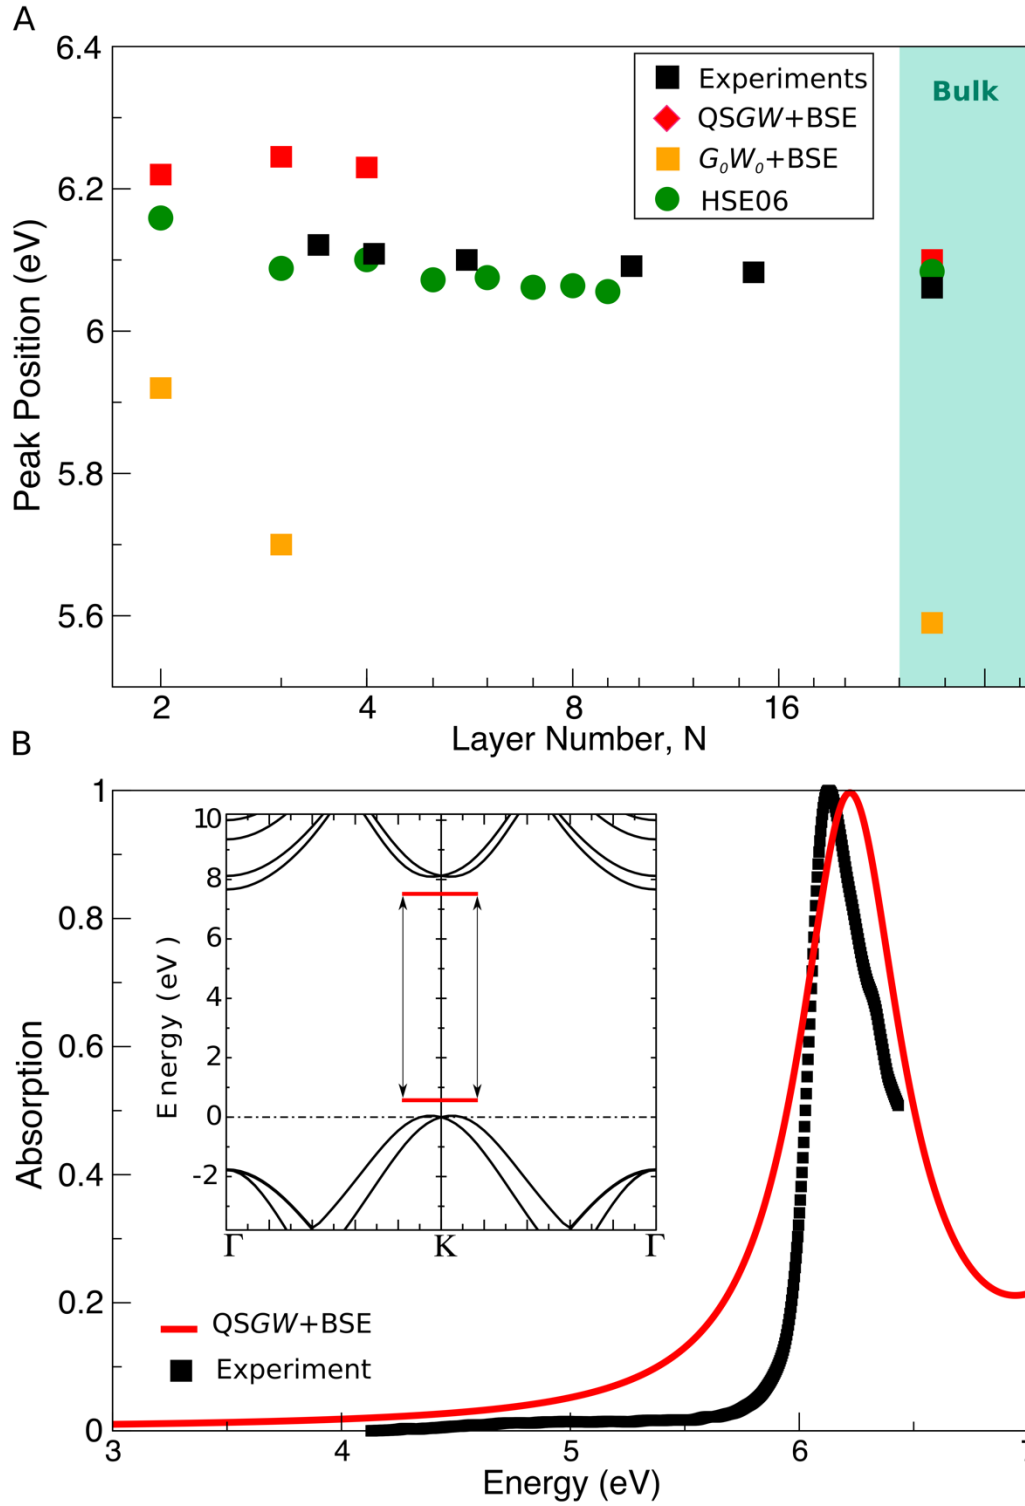 A
6.4
6.2
6
5.8
5.6
Peak Position (eV)
Experiments
QSGW+BSE
G₀W₀+BSE
HSE06
Bulk
2 4 8 16
Layer Number, N
B
1
0.8
0.6
0.4
0.2
0
Absorption
10
8
6
4
2
0
-2
Energy (eV)
Γ K Γ
QSGW+BSE
Experiment
3 4 5 6 7
Energy (eV)